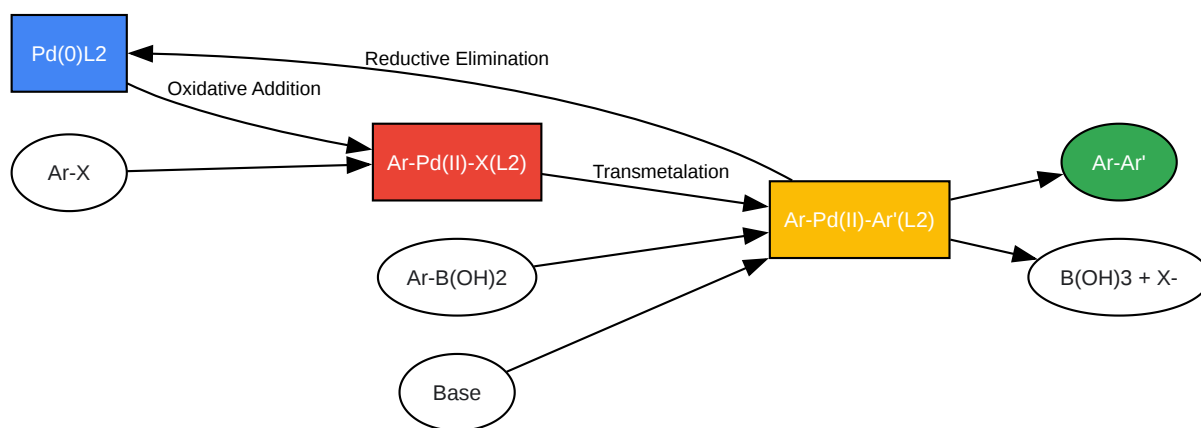 Pd(0)L2
Reductive Elimination
Oxidative Addition
Ar-X
Ar-Pd(II)-X(L2)
Transmetalation
Ar-Ar'
Ar-Pd(II)-Ar'(L2)
Ar-B(OH)2
B(OH)3 + X-
Base